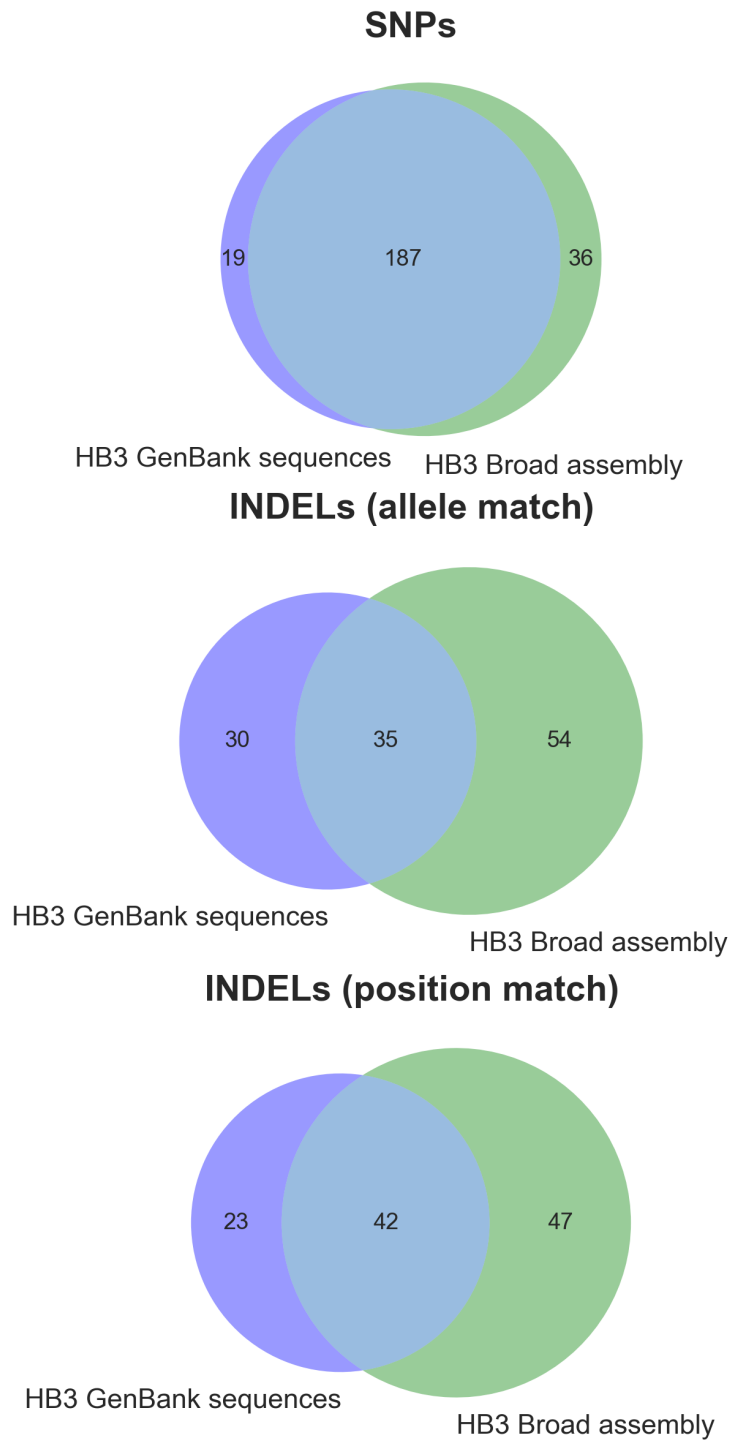 SNPs
19 187 36
HB3 GenBank sequences
HB3 Broad assembly
INDELs (allele match)
30 35 54
HB3 GenBank sequences
HB3 Broad assembly
INDELs (position match)
23 42 47
HB3 GenBank sequences
HB3 Broad assembly